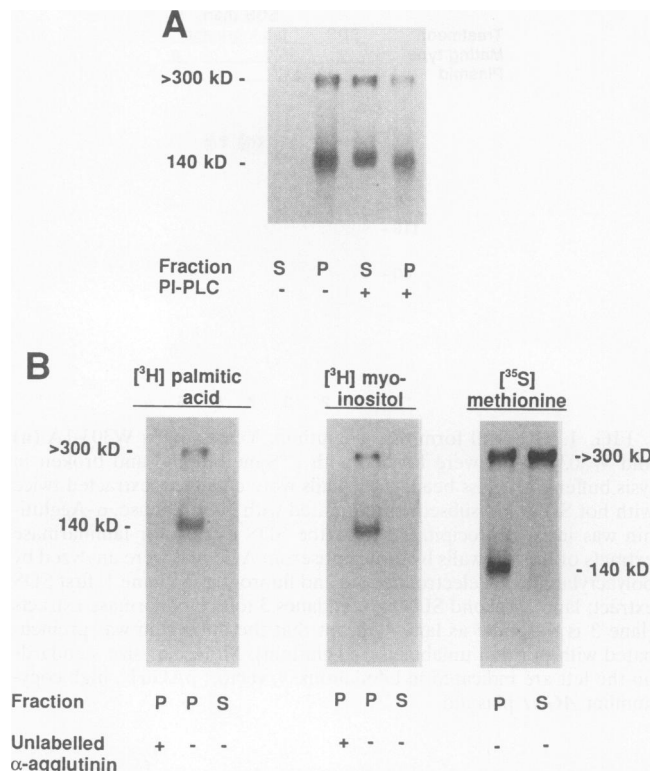 A
>300 kD -
140 kD -
Fraction S P S P
PI-PLC - - + +
B
[³H] palmitic acid
[³H] myo-inositol
[³⁵S] methionine
>300 kD -
140 kD -
->300 kD
- 140 kD
Fraction P P S P P S P S
Unlabelled α-agglutinin + - - + - - - -